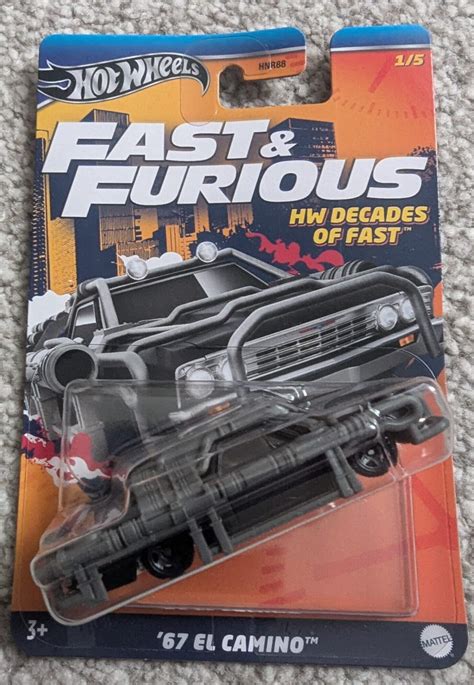 HOT WHEELS
HNR88
1/5
FAST &
FURIOUS
HW DECADES
OF FAST™
3+
'67 EL CAMINO™
MATTEL